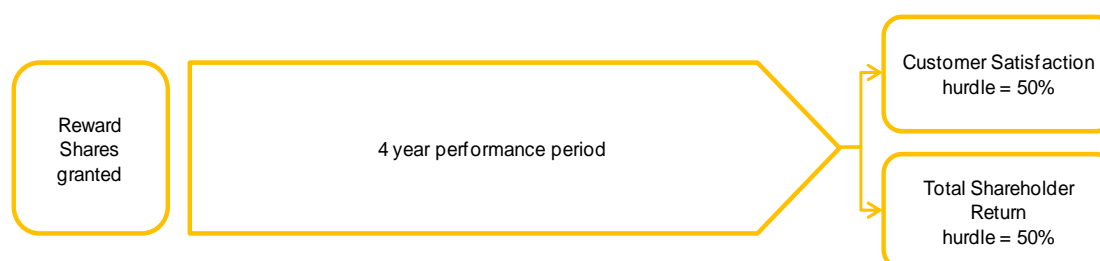 Reward
Shares
granted
4 year performance period
Customer Satisfaction
hurdle = 50%
Total Shareholder
Return
hurdle = 50%